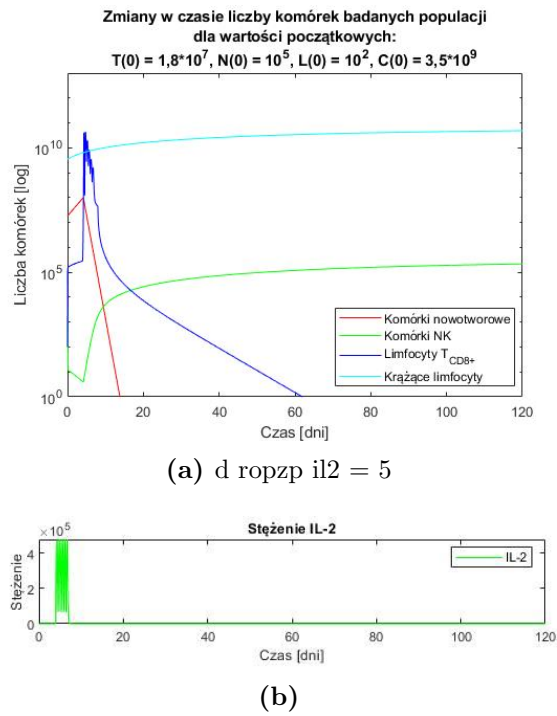 Zmiany w czasie liczby komórek badanych populacji
dla wartości początkowych:
T(0) = 1,8*10^7, N(0) = 10^5, L(0) = 10^2, C(0) = 3,5*10^9
Liczba komórek [log]
10^10
10^5
10^0
Komórki nowotworowe
Komórki NK
Limfocyty T_CD8+
Krążące limfocyty
0 20 40 60 80 100 120
Czas [dni]
(a) d ropzp il2 = 5
Stężenie IL-2
×10^5
Stężenie
4
2
0
IL-2
0 20 40 60 80 100 120
Czas [dni]
(b)